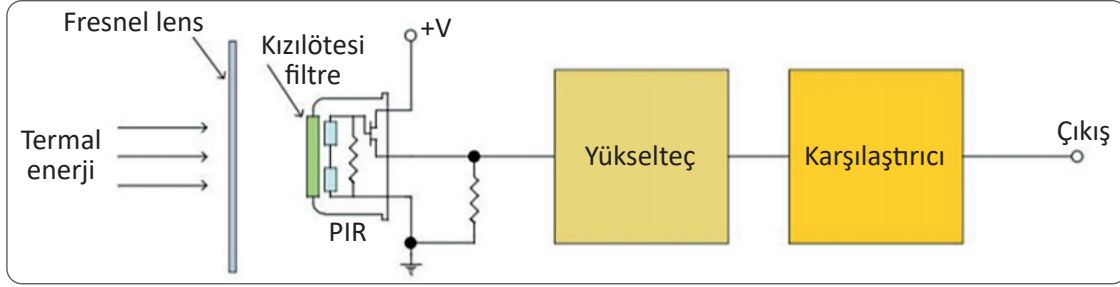 Fresnel lens
Kızılötesi
filtre
+V
Termal
enerji
PIR
Yükselteç
Karşılaştırıcı
Çıkış